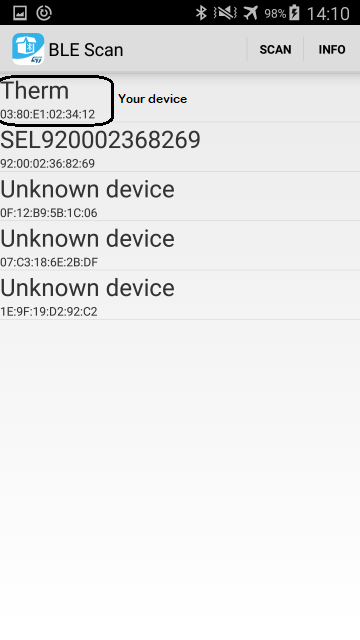 98% 14:10
BLE Scan SCAN INFO
Therm
03:80:E1:02:34:12 Your device
SEL920002368269
92:00:02:36:82:69
Unknown device
0F:12:B9:5B:1C:06
Unknown device
07:C3:18:6E:2B:DF
Unknown device
1E:9F:19:D2:92:C2